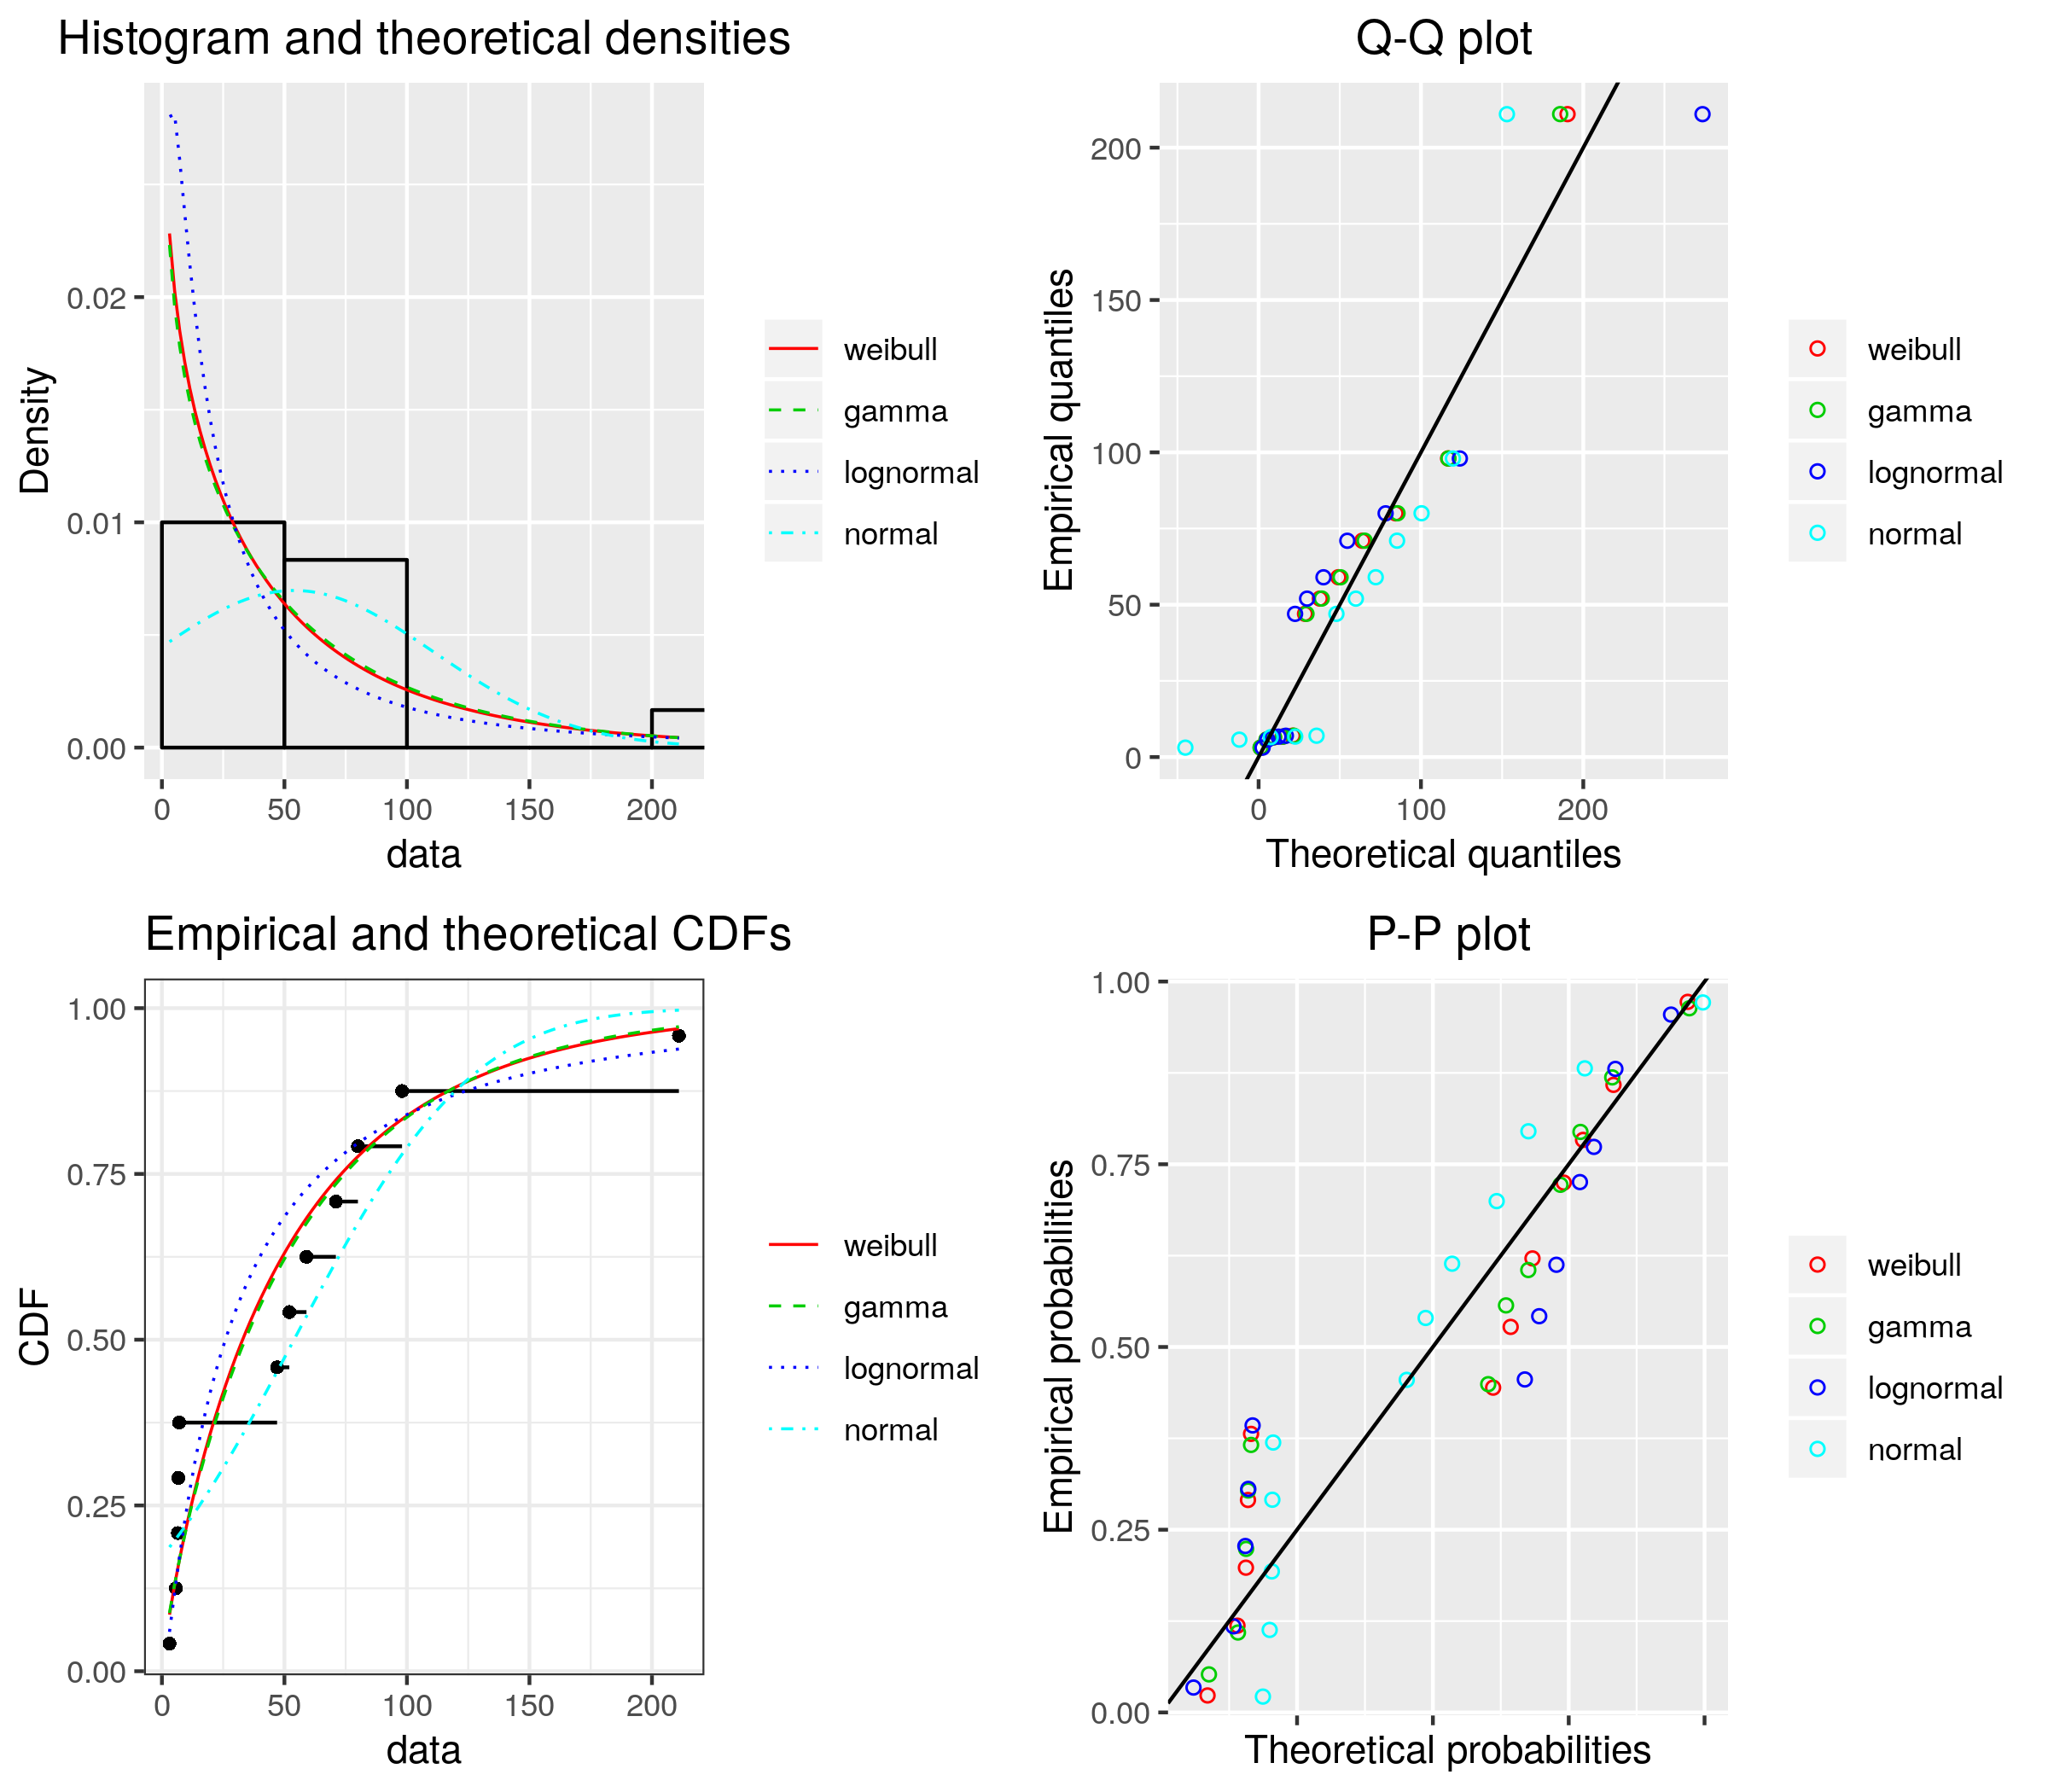 Histogram and theoretical densities
Density
0.02
0.01
0.00
0 50 100 150 200
data
weibull
gamma
lognormal
normal
Q-Q plot
Empirical quantiles
200
150
100
50
0
0 100 200
Theoretical quantiles
weibull
gamma
lognormal
normal
Empirical and theoretical CDFs
CDF
1.00
0.75
0.50
0.25
0.00
0 50 100 150 200
data
weibull
gamma
lognormal
normal
P-P plot
Empirical probabilities
1.00
0.75
0.50
0.25
0.00
Theoretical probabilities
weibull
gamma
lognormal
normal